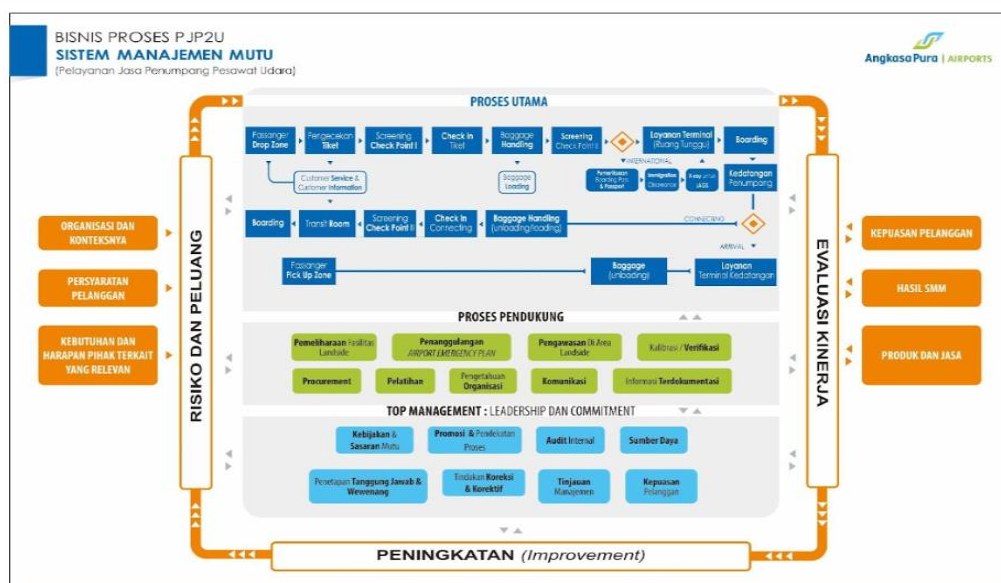 BISNIS PROSES PJP2U
SISTEM MANAJEMEN MUTU
(Pelayanan Jasa Penumpang Pesawat Udara)
AngkasaPura | AIRPORTS
PROSES UTAMA
Passanger
Drop Zone
Pengecekan
Tiket
Screening
Check Point I
Check In
Tiket
Baggage
Handling
Screening
Check Point II
Layanan Terminal
(Ruang Tunggu)
Boarding
INTERNATIONAL
Customer Service &
Customer Information
Baggage
Loading
Pemeriksaan
Boarding Pass
& Passport
Immigration
Clearance
Kedatangan
Penumpang
Boarding
Transit Room
Screening
Check Point II
Check In
Connecting
Baggage Handling
(unloading/loading)
CONNECTING
ARRIVAL
Passanger
Pick Up Zone
Baggage
(unloading)
Layanan
Terminal Kedatangan
ORGANISASI DAN
KONTEKSNYA
PERSYARATAN
PELANGGAN
KEBUTUHAN DAN
HARAPAN PIHAK TERKAIT
YANG RELEVAN
RISIKO DAN PELUANG
EVALUASI KINERJA
KEPUASAN PELANGGAN
HASIL SMM
PRODUK DAN JASA
PROSES PENDUKUNG
Pemeliharaan Fasilitas
Landside
Penanggulangan
AIRPORT EMERGENCY PLAN
Pengawasan Di Area
Landside
Kalibrasi / Verifikasi
Procurement
Pelatihan
Pengetahuan
Organisasi
Komunikasi
Informasi Terdokumentasi
TOP MANAGEMENT : LEADERSHIP DAN COMMITMENT
Kebijakan &
Sasaran Mutu
Promosi & Pendekatan
Proses
Audit Internal
Sumber Daya
Penetapan Tanggung Jawab &
Wewenang
Tindakan Koreksi
& Korektif
Tinjauan
Manajemen
Kepuasan
Pelanggan
PENINGKATAN (Improvement)